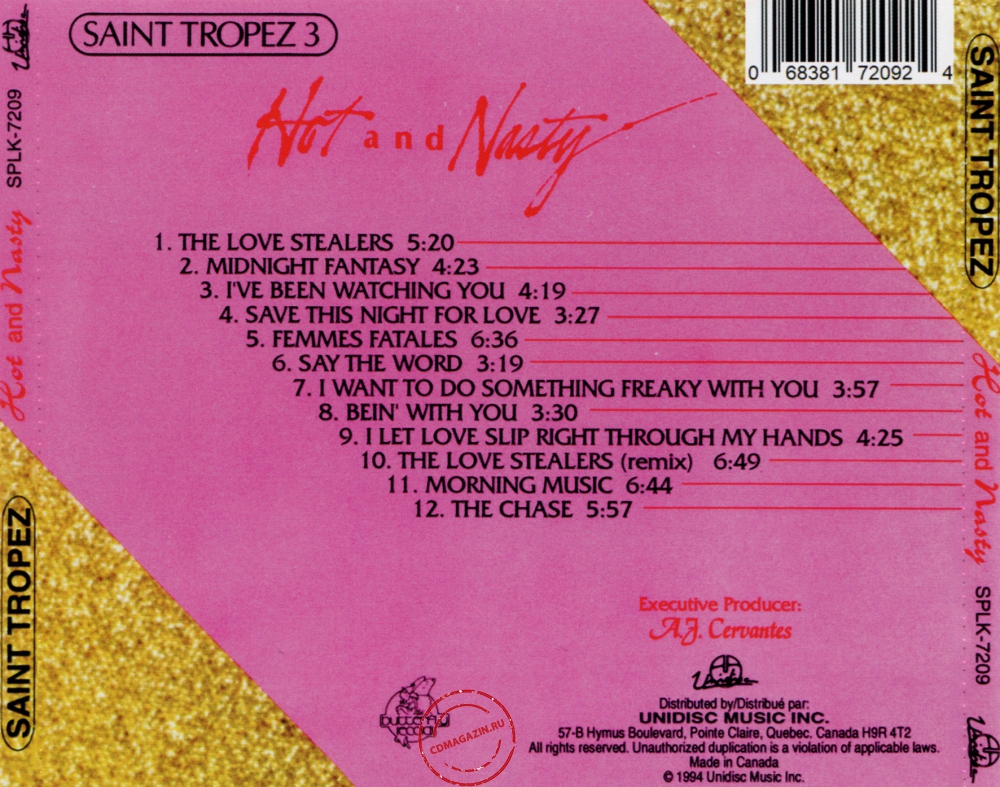 SAINT TROPEZ 3
0 68381 72092 4
Hot and Nasty
1. THE LOVE STEALERS 5:20
2. MIDNIGHT FANTASY 4:23
3. I'VE BEEN WATCHING YOU 4:19
4. SAVE THIS NIGHT FOR LOVE 3:27
5. FEMMES FATALES 6:36
6. SAY THE WORD 3:19
7. I WANT TO DO SOMETHING FREAKY WITH YOU 3:57
8. BEIN' WITH YOU 3:30
9. I LET LOVE SLIP RIGHT THROUGH MY HANDS 4:25
10. THE LOVE STEALERS (remix) 6:49
11. MORNING MUSIC 6:44
12. THE CHASE 5:57
Executive Producer:
A.J. Cervantes
Unidisc
Distributed by/Distribué par:
UNIDISC MUSIC INC.
57-B Hymus Boulevard, Pointe Claire, Quebec. Canada H9R 4T2
All rights reserved. Unauthorized duplication is a violation of applicable laws.
Made in Canada
© 1994 Unidisc Music Inc.
CDMAGAZIN.RU
SAINT TROPEZ
Hot and Nasty
SPLK-7209
Unidisc
SAINT TROPEZ
Hot and Nasty
SPLK-7209
Unidisc